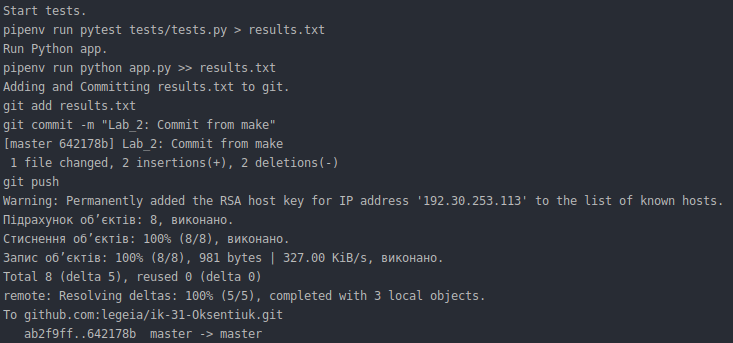 Start tests.
pipenv run pytest tests/tests.py > results.txt
Run Python app.
pipenv run python app.py >> results.txt
Adding and Committing results.txt to git.
git add results.txt
git commit -m "Lab_2: Commit from make"
[master 642178b] Lab_2: Commit from make
 1 file changed, 2 insertions(+), 2 deletions(-)
git push
Warning: Permanently added the RSA host key for IP address '192.30.253.113' to the list of known hosts.
Підрахунок об’єктів: 8, виконано.
Стиснення об’єктів: 100% (8/8), виконано.
Запис об’єктів: 100% (8/8), 981 bytes | 327.00 KiB/s, виконано.
Total 8 (delta 5), reused 0 (delta 0)
remote: Resolving deltas: 100% (5/5), completed with 3 local objects.
To github.com:legeia/ik-31-Oksentiuk.git
   ab2f9ff..642178b  master -> master